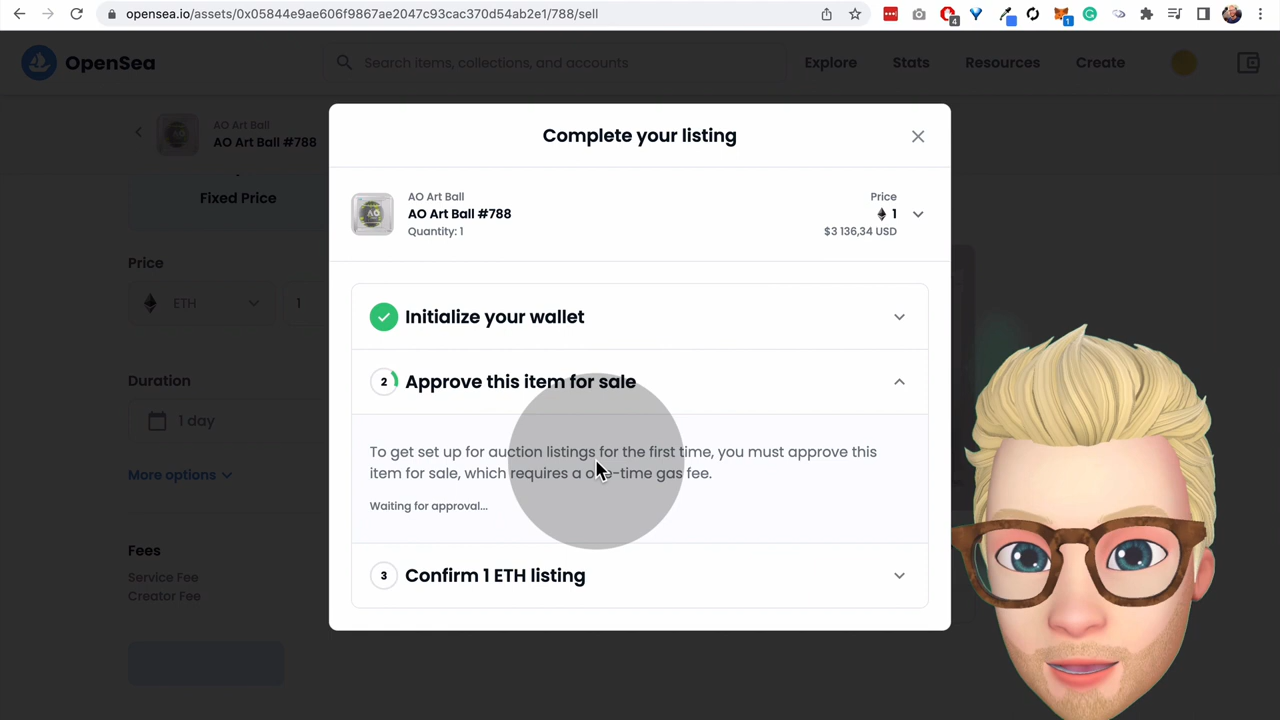 opensea.io/assets/0x05844e9ae606f9867ae2047c93cac370d54ab2e1/788/sell
4
1
OpenSea
Search items, collections, and accounts
Explore
Stats
Resources
Create
AO Art Ball
AO Art Ball #788
Fixed Price
Price
ETH
1
Duration
1 day
More options
Fees
Service Fee
Creator Fee
Complete your listing
AO Art Ball
AO Art Ball #788
Quantity: 1
Price
1
$3 136,34 USD
AO
Initialize your wallet
2
Approve this item for sale
To get set up for auction listings for the first time, you must approve this
item for sale, which requires a one-time gas fee.
Waiting for approval...
3
Confirm 1 ETH listing